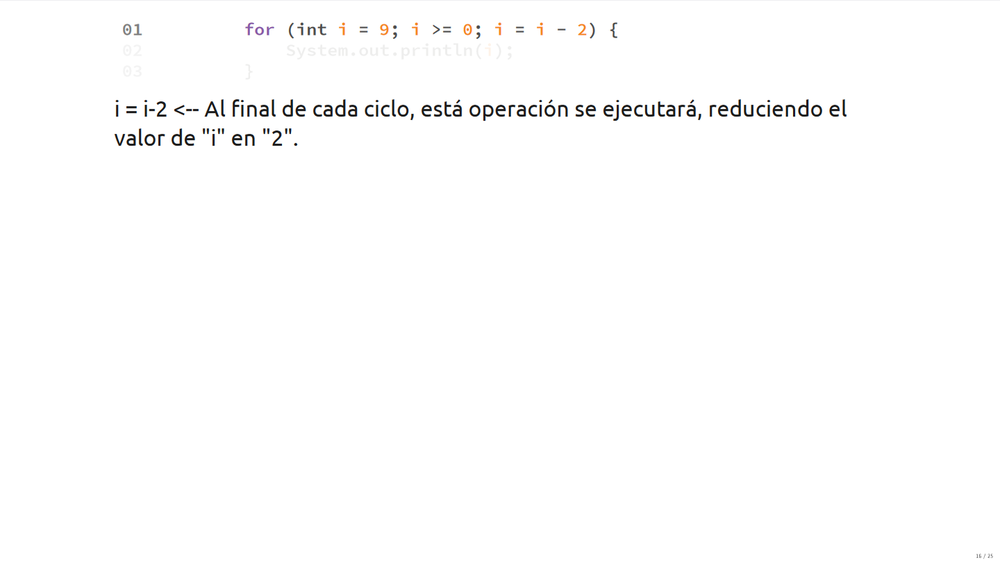 01 for (int i = 9; i >= 0; i = i - 2) {
02 System.out.println(i);
03 }
i = i-2 <-- Al final de cada ciclo, está operación se ejecutará, reduciendo el
valor de "i" en "2".
16 / 25